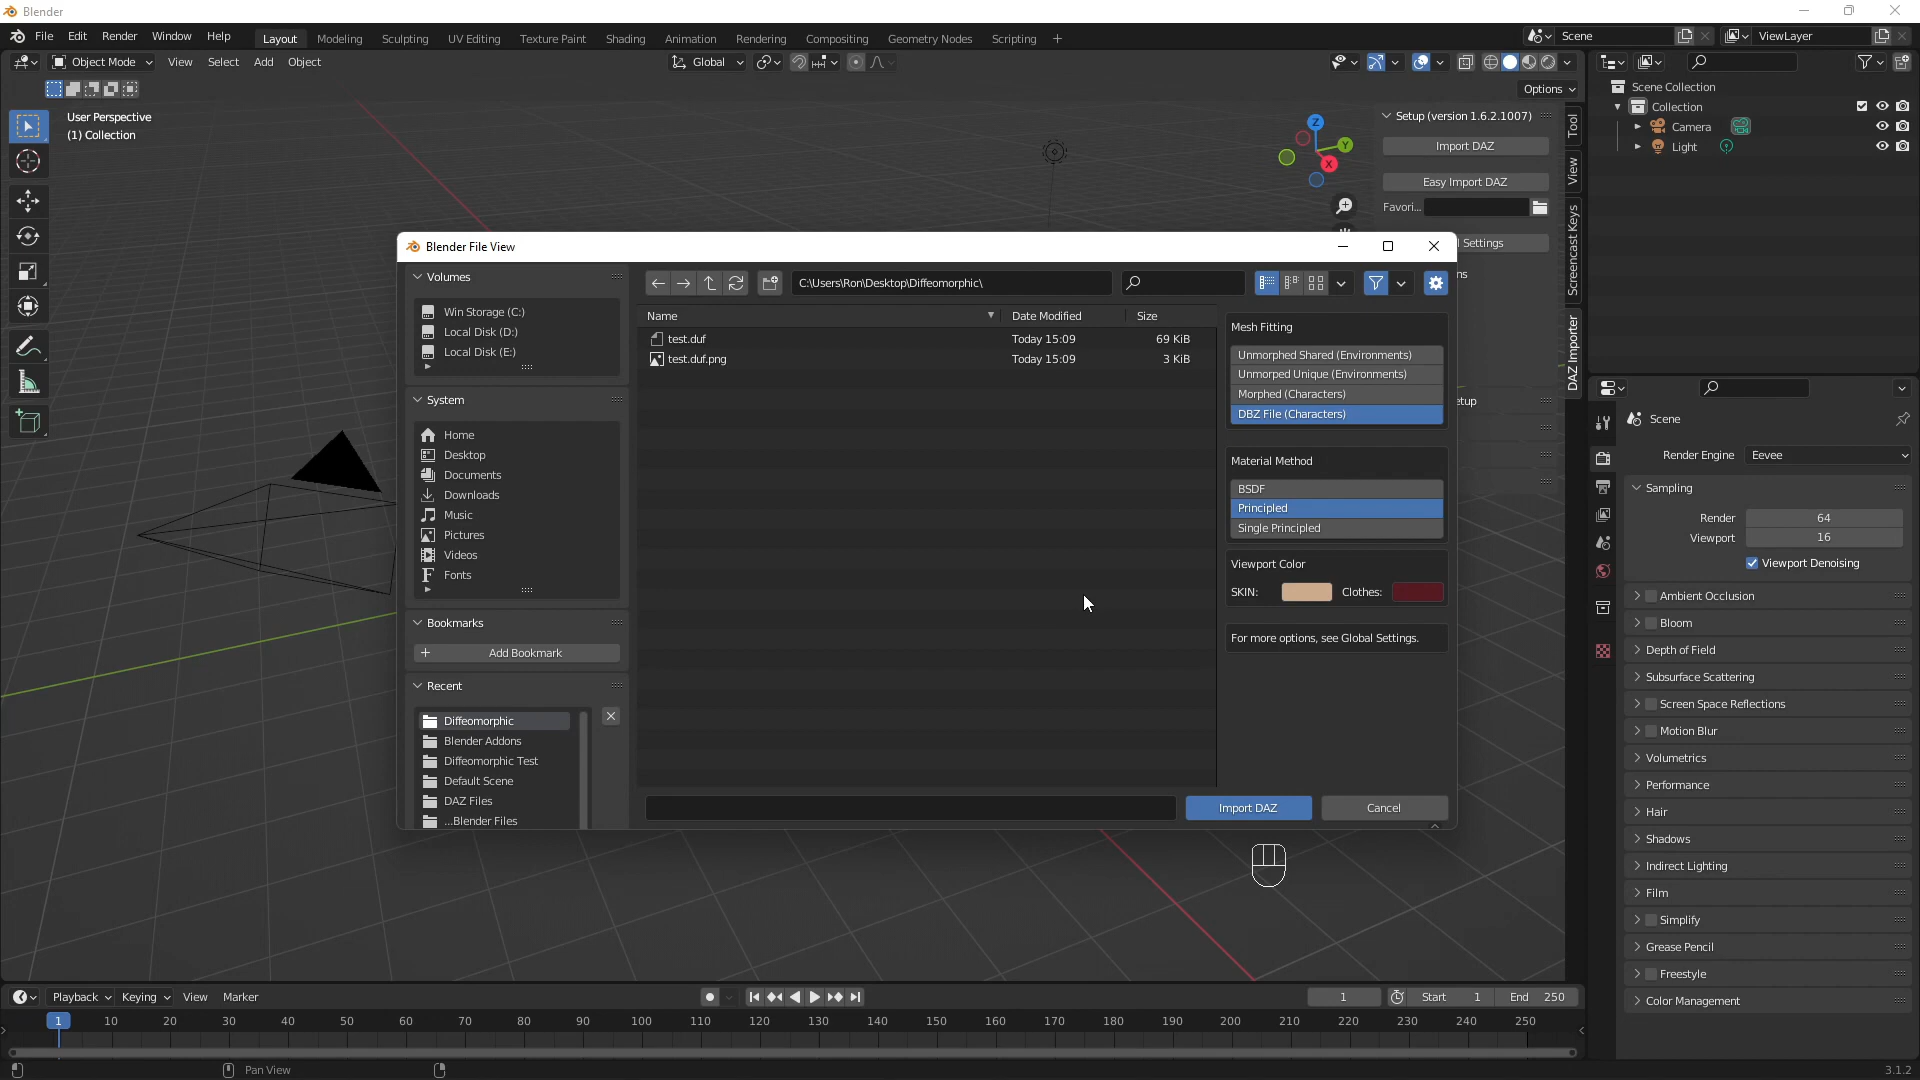 Blender
File Edit Render Window Help Layout Modeling Sculpting UV Editing Texture Paint Shading Animation Rendering Compositing Geometry Nodes Scripting + Scene ViewLayer
Object Mode View Select Add Object Global
Options
User Perspective
(1) Collection
Z
Y
X
Setup (version 1.6.2.1007)
Import DAZ
Easy Import DAZ
Favori...
l Settings
ns
etup
Tool
View
Screencast Keys
DAZ Importer
Scene Collection
Collection
Camera
Light
Blender File View
Volumes
Win Storage (C:)
Local Disk (D:)
Local Disk (E:)
System
Home
Desktop
Documents
Downloads
Music
Pictures
Videos
Fonts
Bookmarks
+ Add Bookmark
Recent
Diffeomorphic
Blender Addons
Diffeomorphic Test
Default Scene
DAZ Files
...Blender Files
C:\Users\Ron\Desktop\Diffeomorphic\
Name Date Modified Size
test.duf Today 15:09 69 KiB
test.duf.png Today 15:09 3 KiB
Mesh Fitting
Unmorphed Shared (Environments)
Unmorped Unique (Environments)
Morphed (Characters)
DBZ File (Characters)
Material Method
BSDF
Principled
Single Principled
Viewport Color
SKIN: Clothes:
For more options, see Global Settings.
Import DAZ Cancel
Scene
Render Engine Eevee
Sampling
Render 64
Viewport 16
Viewport Denoising
Ambient Occlusion
Bloom
Depth of Field
Subsurface Scattering
Screen Space Reflections
Motion Blur
Volumetrics
Performance
Hair
Shadows
Indirect Lighting
Film
Simplify
Grease Pencil
Freestyle
Color Management
Playback Keying View Marker 1 Start 1 End 250
1 10 20 30 40 50 60 70 80 90 100 110 120 130 140 150 160 170 180 190 200 210 220 230 240 250
Pan View 3.1.2